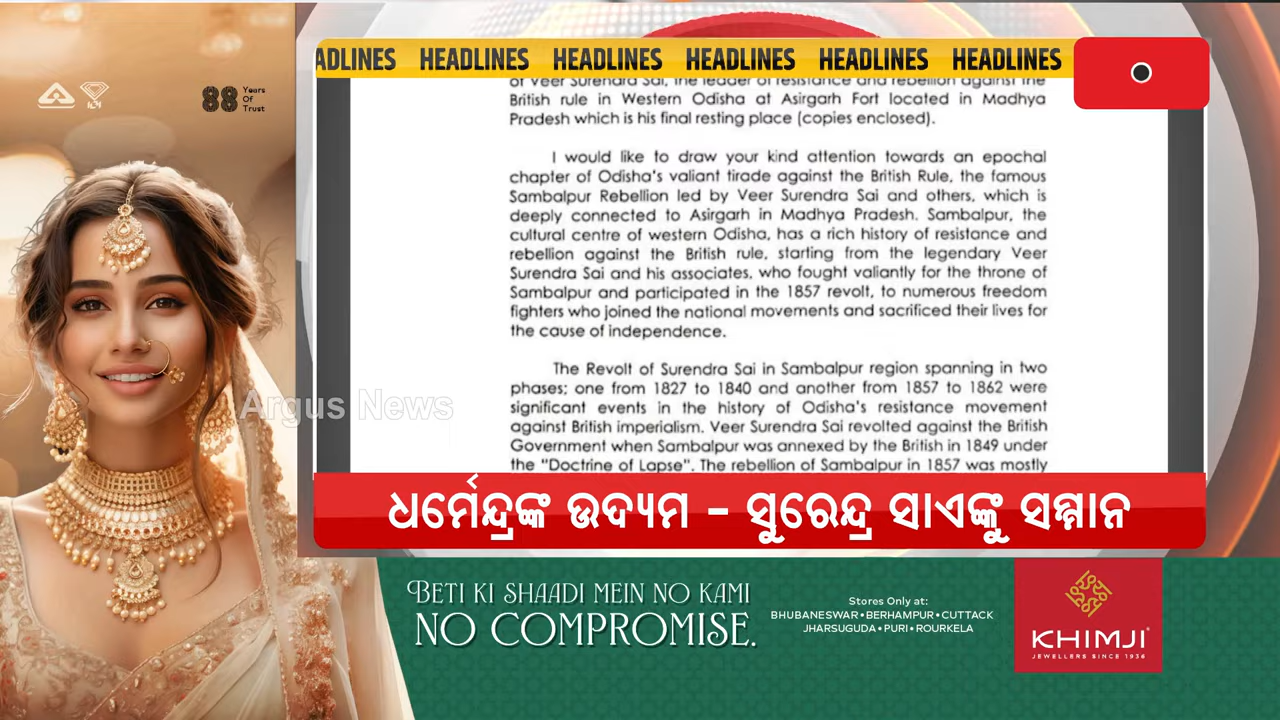 ADLINES HEADLINES HEADLINES HEADLINES HEADLINES HEADLINES
of Veer Surendra Sai, the leader of resistance and rebellion against the
British rule in Western Odisha at Asirgarh Fort located in Madhya
Pradesh which is his final resting place (copies enclosed).
I would like to draw your kind attention towards an epochal
chapter of Odisha's valiant tirade against the British Rule, the famous
Sambalpur Rebellion led by Veer Surendra Sai and others, which is
deeply connected to Asirgarh in Madhya Pradesh. Sambalpur, the
cultural centre of western Odisha, has a rich history of resistance and
rebellion against the British rule, starting from the legendary Veer
Surendra Sai and his associates, who fought valiantly for the throne of
Sambalpur and participated in the 1857 revolt, to numerous freedom
fighters who joined the national movements and sacrificed their lives for
the cause of independence.
The Revolt of Surendra Sai in Sambalpur region spanning in two
phases; one from 1827 to 1840 and another from 1857 to 1862 were
significant events in the history of Odisha's resistance movement
against British imperialism. Veer Surendra Sai revolted against the British
Government when Sambalpur was annexed by the British in 1849 under
the "Doctrine of Lapse". The rebellion of Sambalpur in 1857 was mostly
88 Years
Of
Trust
Argus News
ଧର୍ମେନ୍ଦ୍ରଙ୍କ ଉଦ୍ୟମ – ସୁରେନ୍ଦ୍ର ସାଏଙ୍କୁ ସମ୍ମାନ
BETI KI SHAADI MEIN NO KAMI
NO COMPROMISE.
Stores Only at:
BHUBANESWAR • BERHAMPUR • CUTTACK
JHARSUGUDA • PURI • ROURKELA
KHIMJI
JEWELLERS SINCE 1936